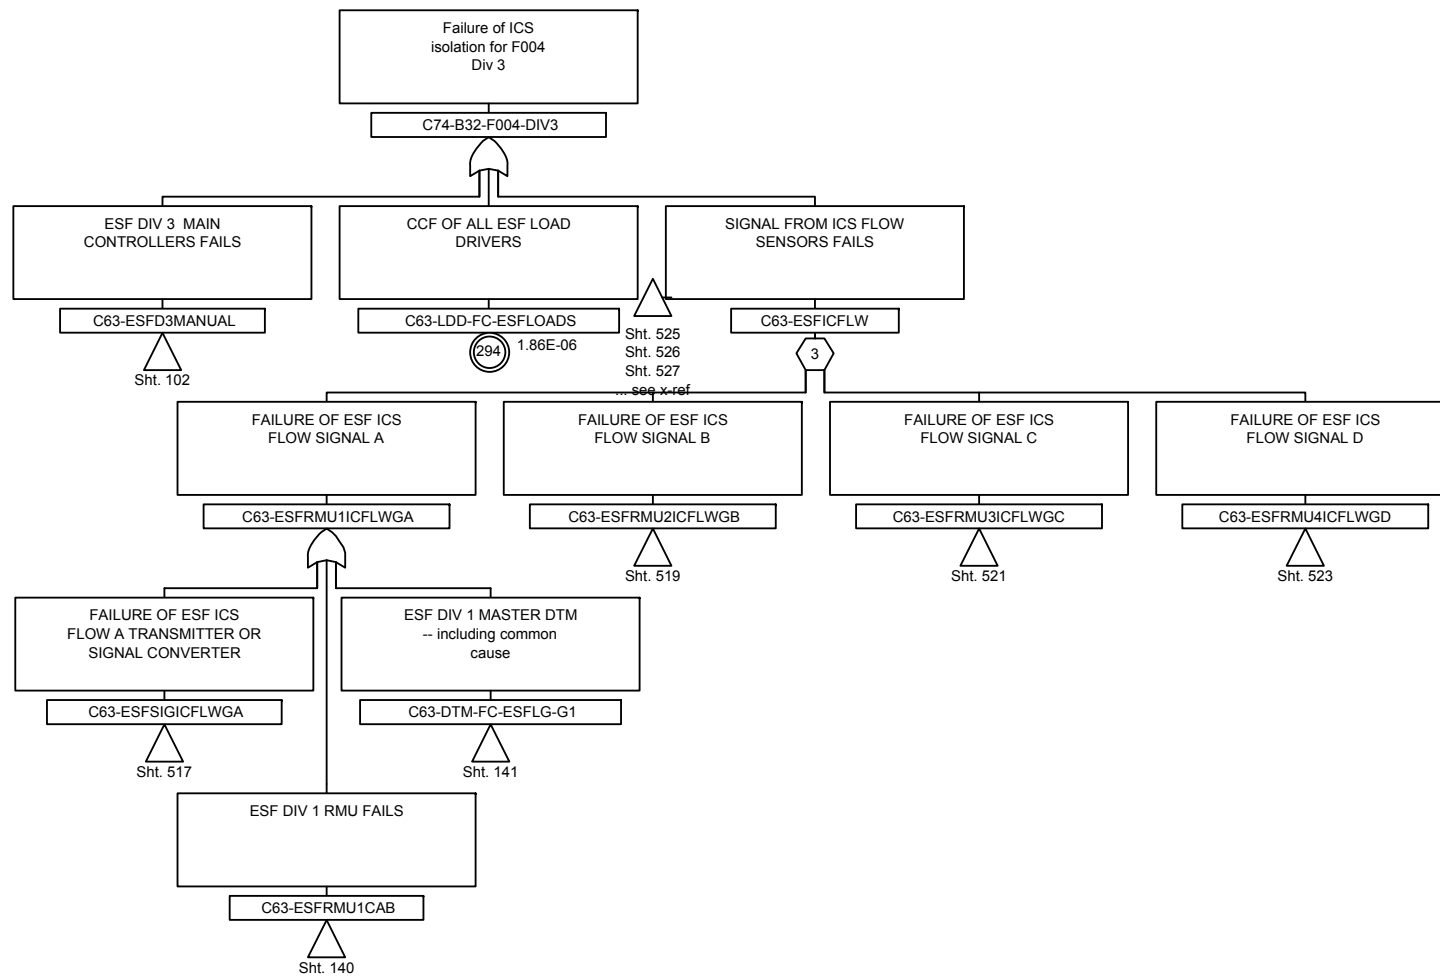 Failure of ICS
isolation for F004
Div 3
C74-B32-F004-DIV3
ESF DIV 3 MAIN
CONTROLLERS FAILS
C63-ESFD3MANUAL
Sht. 102
CCF OF ALL ESF LOAD
DRIVERS
C63-LDD-FC-ESFLOADS
294
1.86E-06
SIGNAL FROM ICS FLOW
SENSORS FAILS
C63-ESFICFLW
3
Sht. 525
Sht. 526
Sht. 527
... see x-ref
FAILURE OF ESF ICS
FLOW SIGNAL A
C63-ESFRMU1ICFLWGA
FAILURE OF ESF ICS
FLOW SIGNAL B
C63-ESFRMU2ICFLWGB
Sht. 519
FAILURE OF ESF ICS
FLOW SIGNAL C
C63-ESFRMU3ICFLWGC
Sht. 521
FAILURE OF ESF ICS
FLOW SIGNAL D
C63-ESFRMU4ICFLWGD
Sht. 523
FAILURE OF ESF ICS
FLOW A TRANSMITTER OR
SIGNAL CONVERTER
C63-ESFSIGICFLWGA
Sht. 517
ESF DIV 1 MASTER DTM
-- including common
cause
C63-DTM-FC-ESFLG-G1
Sht. 141
ESF DIV 1 RMU FAILS
C63-ESFRMU1CAB
Sht. 140